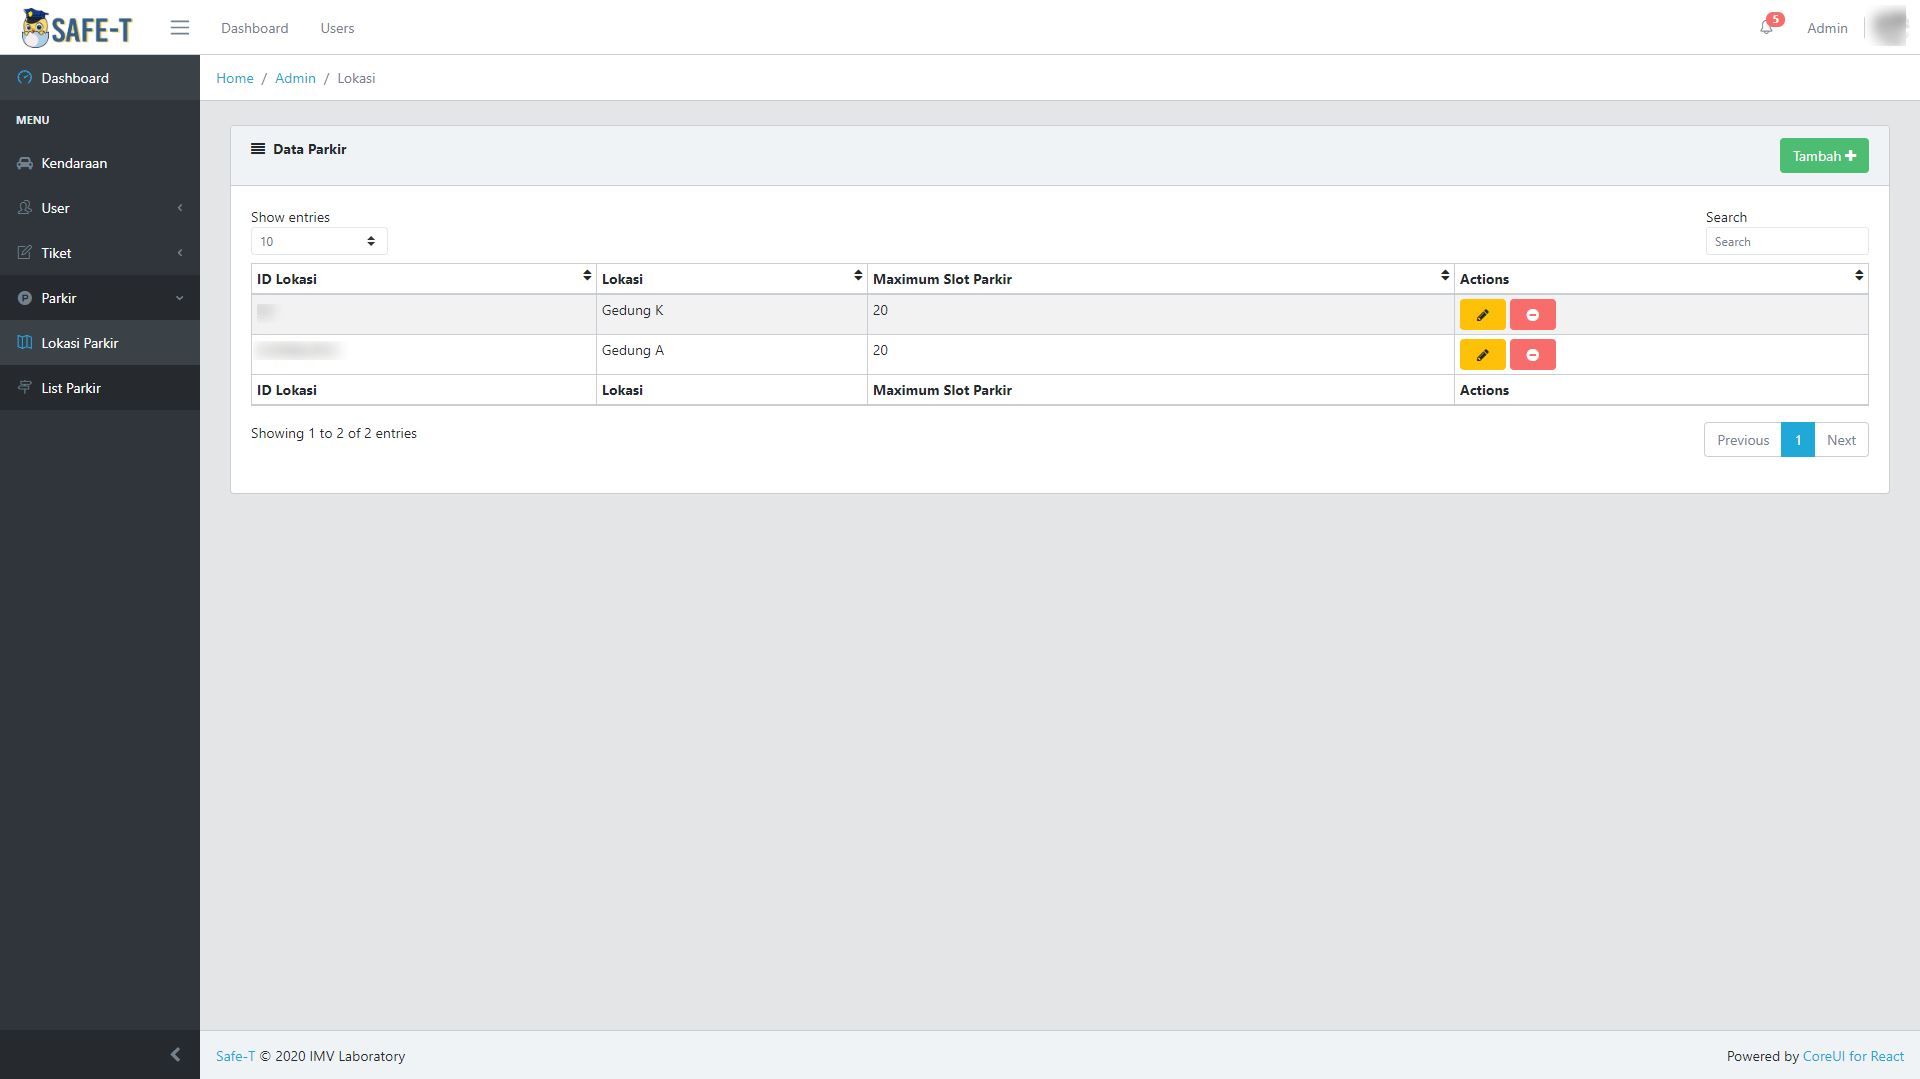 SAFE-T
Dashboard
Users
5
Admin
Dashboard
MENU
Kendaraan
User
Tiket
Parkir
Lokasi Parkir
List Parkir
Home / Admin / Lokasi
Data Parkir
Tambah
Show entries
10
Search
Search
ID Lokasi Lokasi Maximum Slot Parkir Actions
Gedung K 20
Gedung A 20
ID Lokasi Lokasi Maximum Slot Parkir Actions
Showing 1 to 2 of 2 entries
Previous 1 Next
Safe-T © 2020 IMV Laboratory
Powered by CoreUI for React